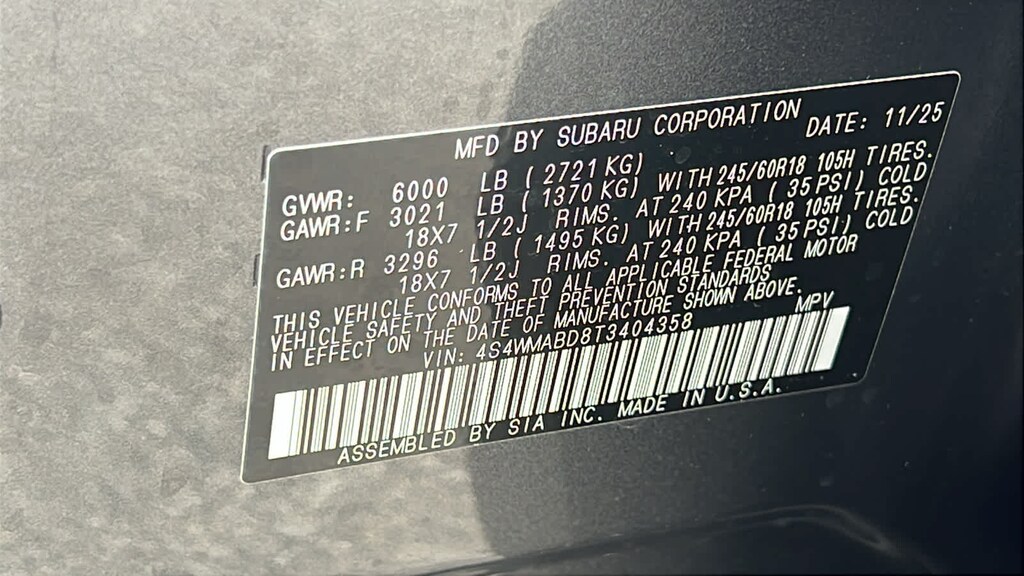 MFD BY SUBARU CORPORATION
DATE: 11/25
GVWR: 6000 LB ( 2721 KG)
GAWR:F 3021 LB ( 1370 KG) WITH 245/60R18 105H TIRES.
18X7 1/2J RIMS. AT 240 KPA ( 35 PSI) COLD
GAWR:R 3296 LB ( 1495 KG) WITH 245/60R18 105H TIRES.
18X7 1/2J RIMS. AT 240 KPA ( 35 PSI) COLD
THIS VEHICLE CONFORMS TO ALL APPLICABLE FEDERAL MOTOR
VEHICLE SAFETY AND THEFT PREVENTION STANDARDS
IN EFFECT ON THE DATE OF MANUFACTURE SHOWN ABOVE.
VIN: 4S4WMABD8T3404358 MPV
ASSEMBLED BY SIA INC. MADE IN U.S.A.